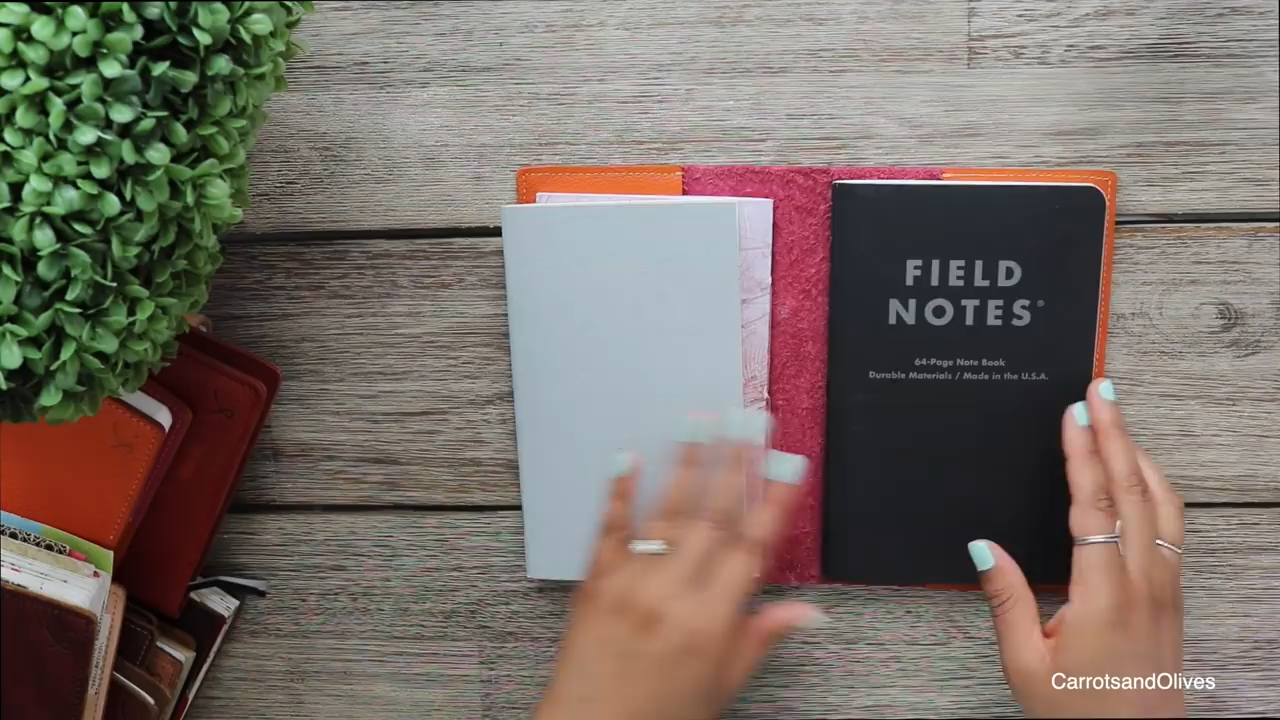 FIELD
NOTES®
64-Page Note Book
Durable Materials / Made in the U.S.A.
CarrotsandOlives